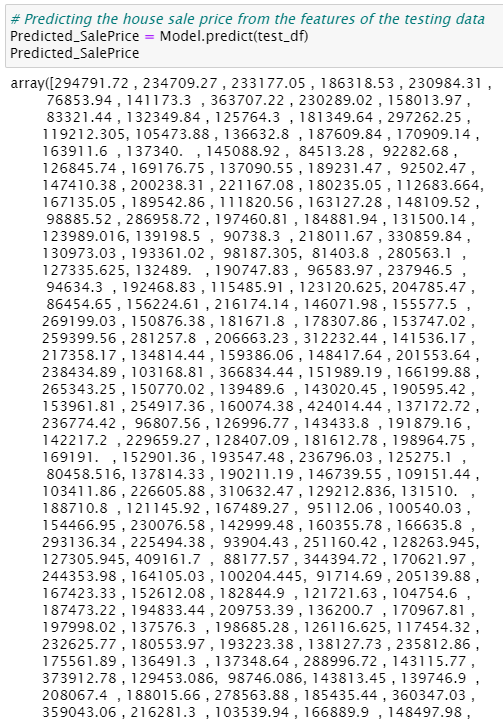 # Predicting the house sale price from the features of the testing data
Predicted_SalePrice = Model.predict(test_df)
Predicted_SalePrice
array([294791.72 , 234709.27 , 233177.05 , 186318.53 , 230984.31 ,
76853.94 , 141173.3 , 363707.22 , 230289.02 , 158013.97 ,
83321.44 , 132349.84 , 125764.3 , 181349.64 , 297262.25 ,
119212.305, 105473.88 , 136632.8 , 187609.84 , 170909.14 ,
163911.6 , 137340. , 145088.92 , 84513.28 , 92282.68 ,
126845.74 , 169176.75 , 137090.55 , 189231.47 , 92502.47 ,
147410.38 , 200238.31 , 221167.08 , 180235.05 , 112683.664,
167135.05 , 189542.86 , 111820.56 , 163127.28 , 148109.52 ,
98885.52 , 286958.72 , 197460.81 , 184881.94 , 131500.14 ,
123989.016, 139198.5 , 90738.3 , 218011.67 , 330859.84 ,
130973.03 , 193361.02 , 98187.305, 81403.8 , 280563.1 ,
127335.625, 132489. , 190747.83 , 96583.97 , 237946.5 ,
94634.3 , 192468.83 , 115485.91 , 123120.625, 204785.47 ,
86454.65 , 156224.61 , 216174.14 , 146071.98 , 155577.5 ,
269199.03 , 150876.38 , 181671.8 , 178307.86 , 153747.02 ,
259399.56 , 281257.8 , 206663.23 , 312232.44 , 141536.17 ,
217358.17 , 134814.44 , 159386.06 , 148417.64 , 201553.64 ,
238434.89 , 103168.81 , 366834.44 , 151989.19 , 166199.88 ,
265343.25 , 150770.02 , 139489.6 , 143020.45 , 190595.42 ,
153961.81 , 254917.36 , 160074.38 , 424014.44 , 137172.72 ,
236774.42 , 96807.56 , 126996.77 , 143433.8 , 191879.16 ,
142217.2 , 229659.27 , 128407.09 , 181612.78 , 198964.75 ,
169191. , 152901.36 , 193547.48 , 236796.03 , 125275.1 ,
80458.516, 137814.33 , 190211.19 , 146739.55 , 109151.44 ,
103411.86 , 226605.88 , 310632.47 , 129212.836, 131510. ,
188710.8 , 121145.92 , 167489.27 , 95112.06 , 100540.03 ,
154466.95 , 230076.58 , 142999.48 , 160355.78 , 166635.8 ,
293136.34 , 225494.38 , 93904.43 , 251160.42 , 128263.945,
127305.945, 409161.7 , 88177.57 , 344394.72 , 170621.97 ,
244353.98 , 164105.03 , 100204.445, 91714.69 , 205139.88 ,
167423.33 , 152612.08 , 182844.9 , 121721.63 , 104754.6 ,
187473.22 , 194833.44 , 209753.39 , 136200.7 , 170967.81 ,
197998.02 , 137576.3 , 198685.28 , 126116.625, 117454.32 ,
232625.77 , 180553.97 , 193223.38 , 138127.73 , 235812.86 ,
175561.89 , 136491.3 , 137348.64 , 288996.72 , 143115.77 ,
373912.78 , 129453.086, 98746.086, 143813.45 , 139746.9 ,
208067.4 , 188015.66 , 278563.88 , 185435.44 , 360347.03 ,
359043.06 , 216281.3 , 103539.94 , 166889.9 , 148497.98 ,